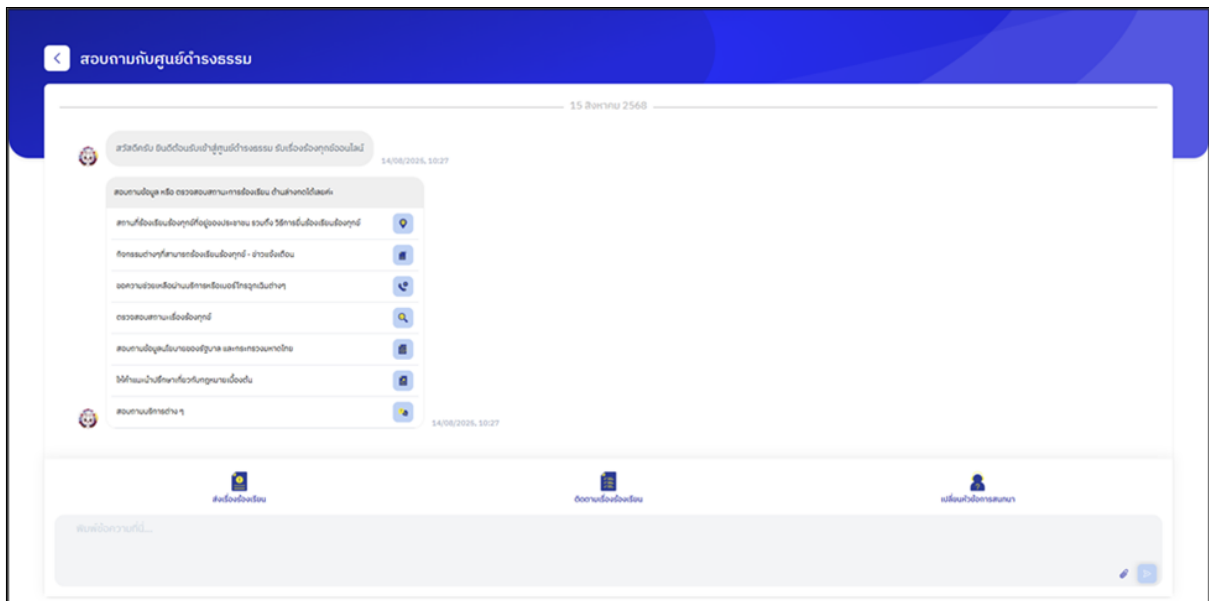 สอบถามกับศูนย์ดำรงธรรม
15 สิงหาคม 2568
สวัสดีครับ ยินดีต้อนรับเข้าสู่ศูนย์ดำรงธรรม รับเรื่องร้องทุกข์ออนไลน์
14/08/2025, 10:27
สอบถามข้อมูล หรือ ตรวจสอบสถานะการร้องเรียน ด้านล่างกดได้เลยค่ะ
สถานที่ร้องเรียนร้องทุกข์ที่อยู่ของประชาชน รวมถึง วิธีการยื่นร้องเรียนร้องทุกข์
กิจกรรมต่างๆที่สามารถร้องเรียนร้องทุกข์ - ข่าวแจ้งเตือน
ขอความช่วยเหลือผ่านบริการหรือเบอร์โทรฉุกเฉินต่างๆ
ตรวจสอบสถานะเรื่องร้องทุกข์
สอบถามข้อมูลนโยบายของรัฐบาล และกระทรวงมหาดไทย
ให้คำแนะนำปรึกษาเกี่ยวกับกฎหมายเบื้องต้น
สอบถามบริการต่าง ๆ
14/08/2025, 10:27
ส่งเรื่องร้องเรียน
ติดตามเรื่องร้องเรียน
เปลี่ยนหัวข้อการสนทนา
พิมพ์ข้อความที่นี่...